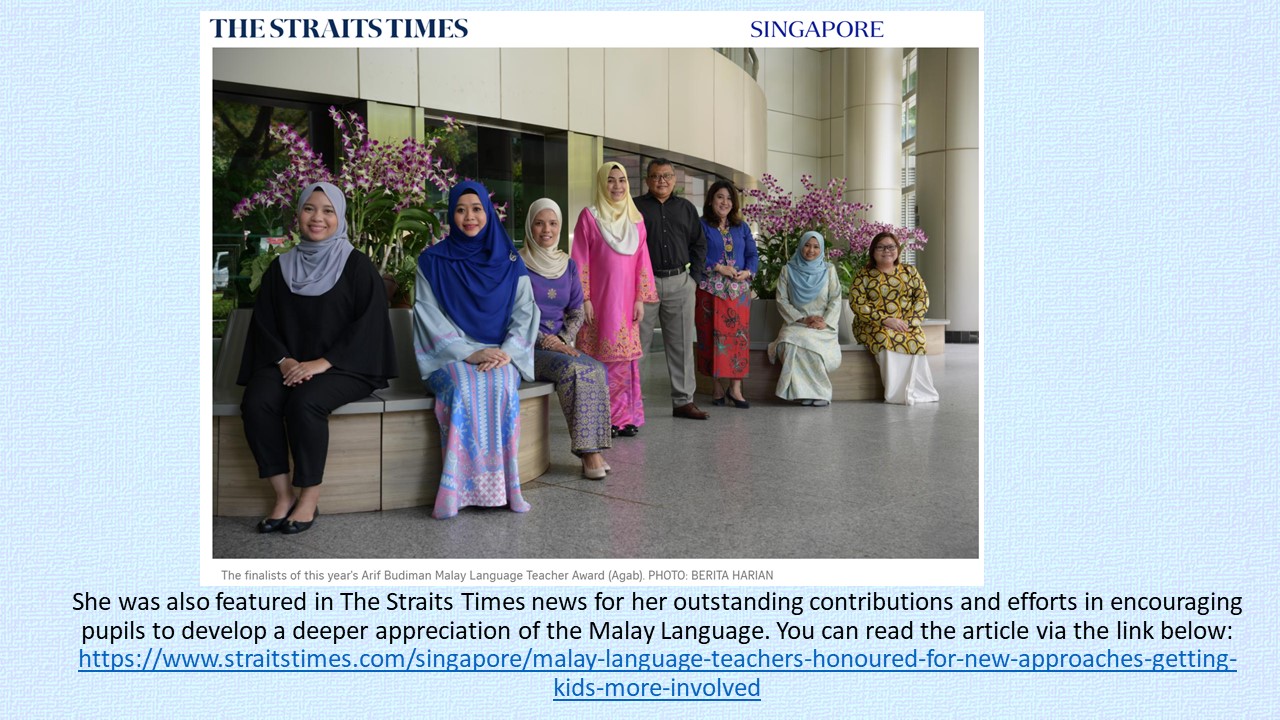 THE STRAITS TIMES SINGAPORE
The finalists of this year's Arif Budiman Malay Language Teacher Award (Agab). PHOTO: BERITA HARIAN
She was also featured in The Straits Times news for her outstanding contributions and efforts in encouraging
pupils to develop a deeper appreciation of the Malay Language. You can read the article via the link below:
https://www.straitstimes.com/singapore/malay-language-teachers-honoured-for-new-approaches-getting-
kids-more-involved